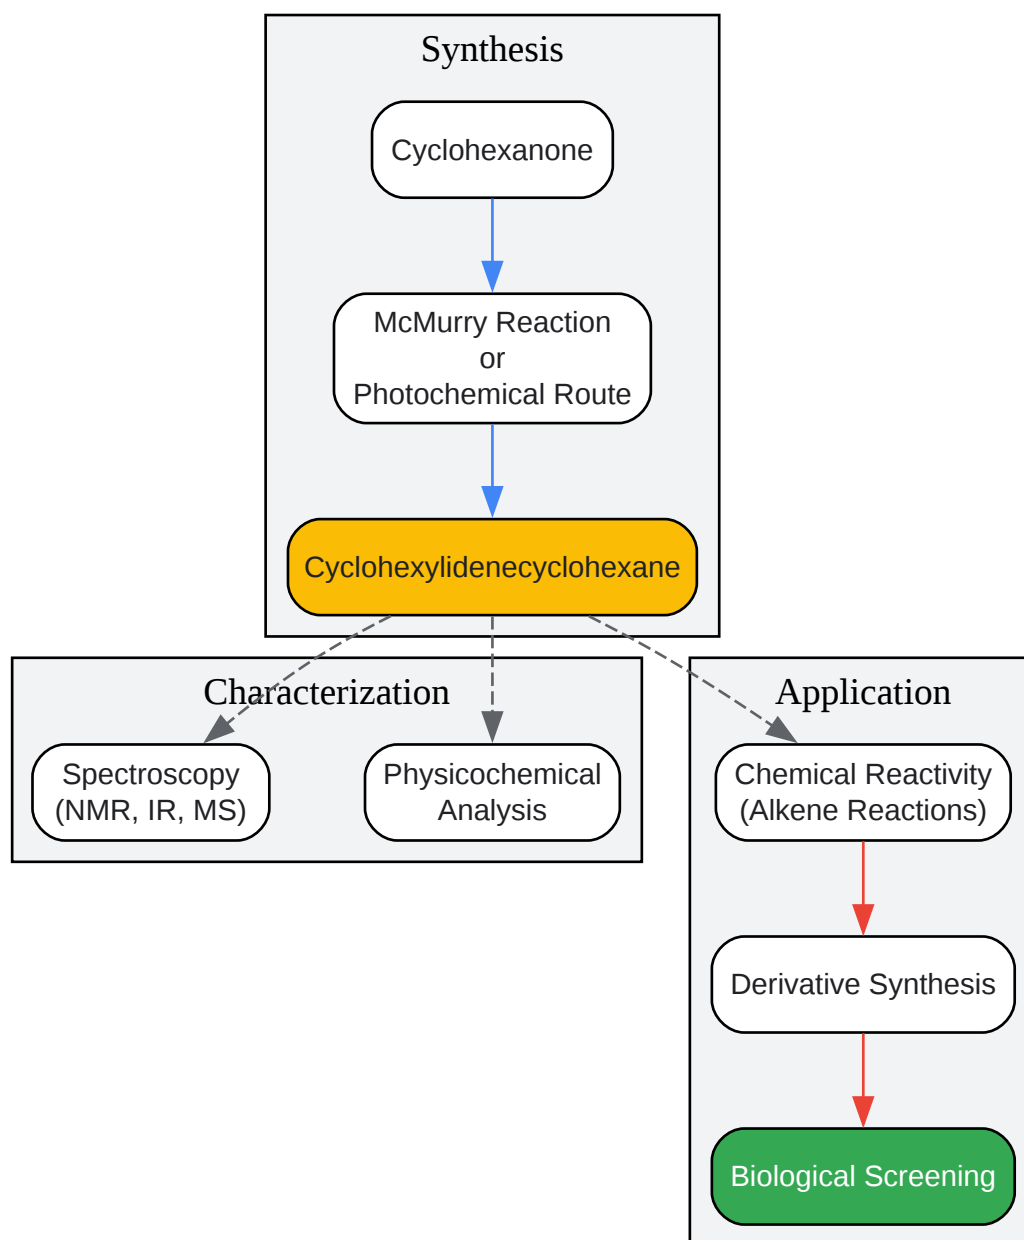 Synthesis
Cyclohexanone
McMurry Reaction
or
Photochemical Route
Cyclohexylidenecyclohexane
Characterization
Spectroscopy
(NMR, IR, MS)
Physicochemical
Analysis
Application
Chemical Reactivity
(Alkene Reactions)
Derivative Synthesis
Biological Screening